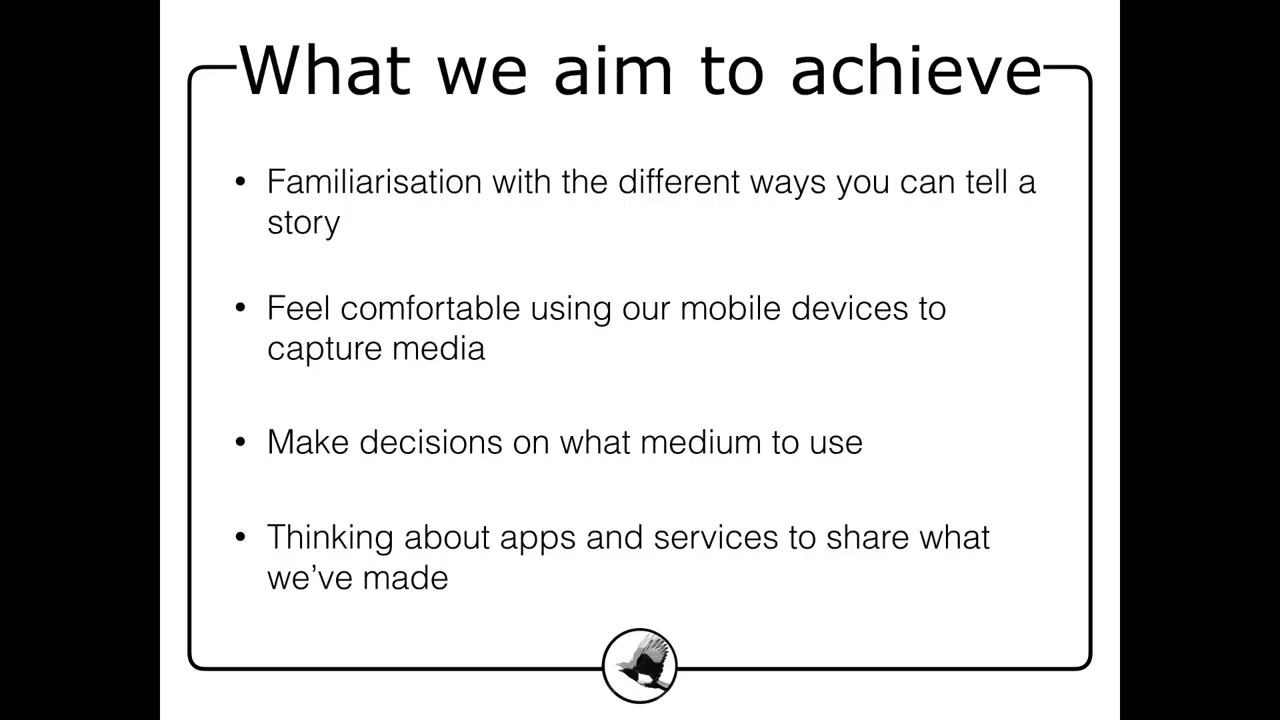 What we aim to achieve
• Familiarisation with the different ways you can tell a
story
• Feel comfortable using our mobile devices to
capture media
• Make decisions on what medium to use
• Thinking about apps and services to share what
we’ve made